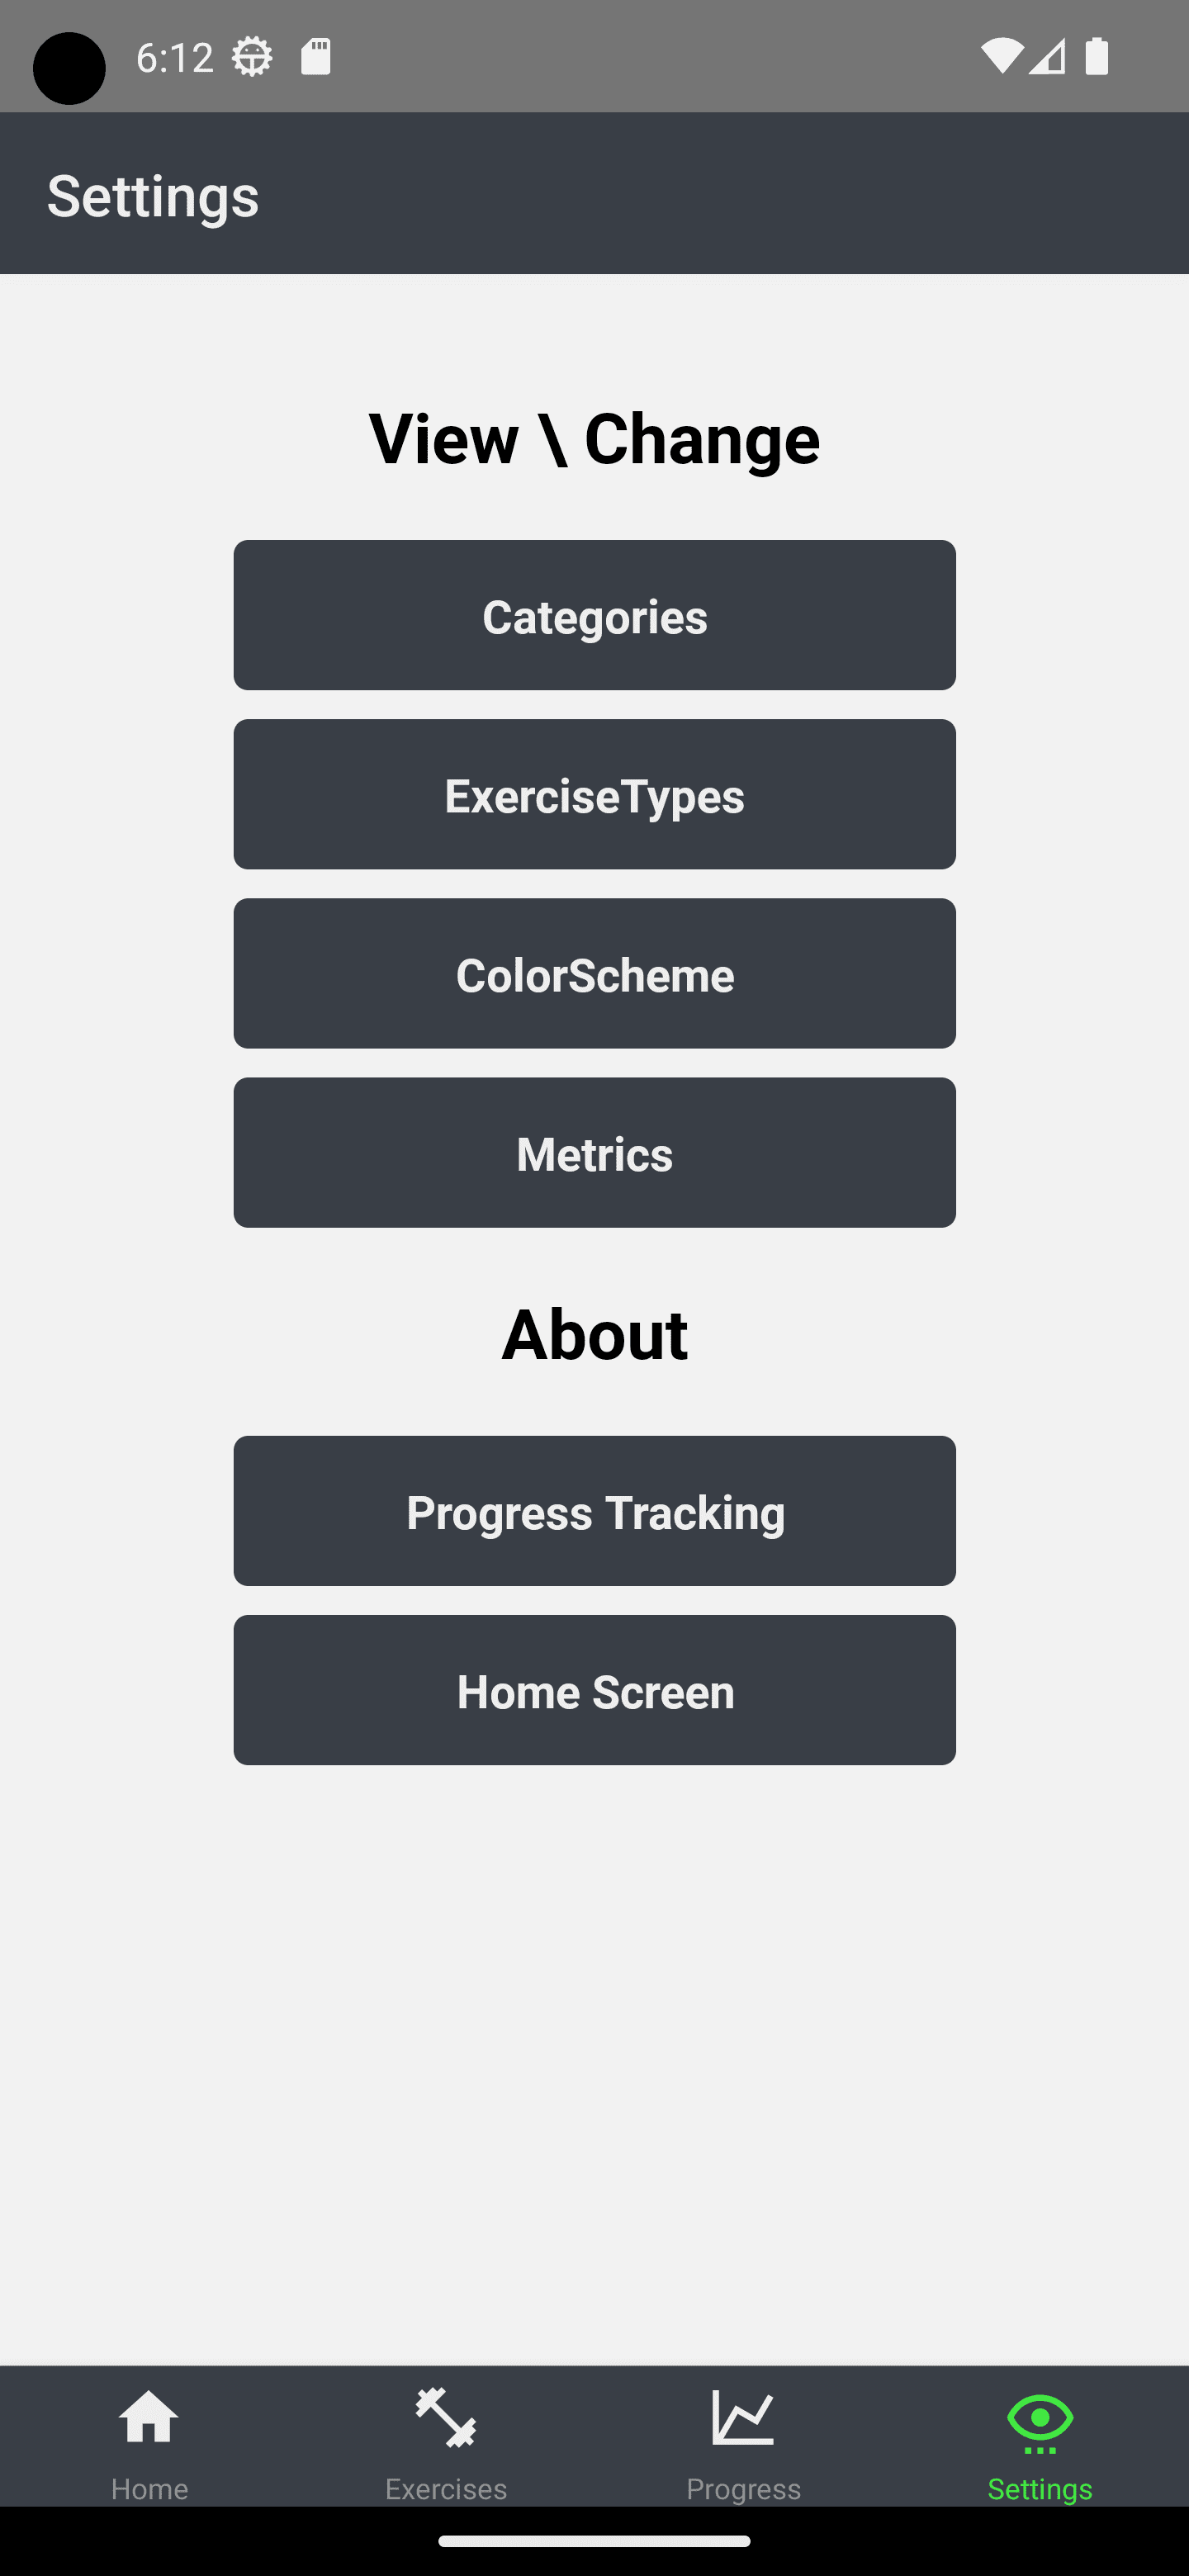 6:12
Settings
View \ Change
Categories
ExerciseTypes
ColorScheme
Metrics
About
Progress Tracking
Home Screen
Home
Exercises
Progress
Settings